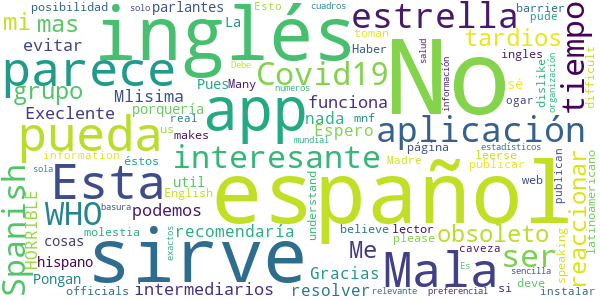 posibilidad solo Esto cuadros barrier
mi mas parlantes La toman pude
evitar inglés estrella tardios
parece Haber ingles
grupo Pues Many Covid19 No tiempo
Mlisima funciona sé dislike
Execlente porquería real nada mnf ogar difficult
us Espero salud información organización
pueda makes app aplicación
information éstos números página estadísticos
HORRIBLE mundial leerse
Spanish Esta interesante Madre publicar
util English web publican
WHO podemos español reaccionar
cosas recomendaría understand obsoleto latinoamericano
sola lector speaking
hispano molestia basura sirve believe Me caveza ser
Pongan exactos please Mala Es sencilla
Gracias si deve
officials intermediarios resolver relevante preferencial instalar
Debe